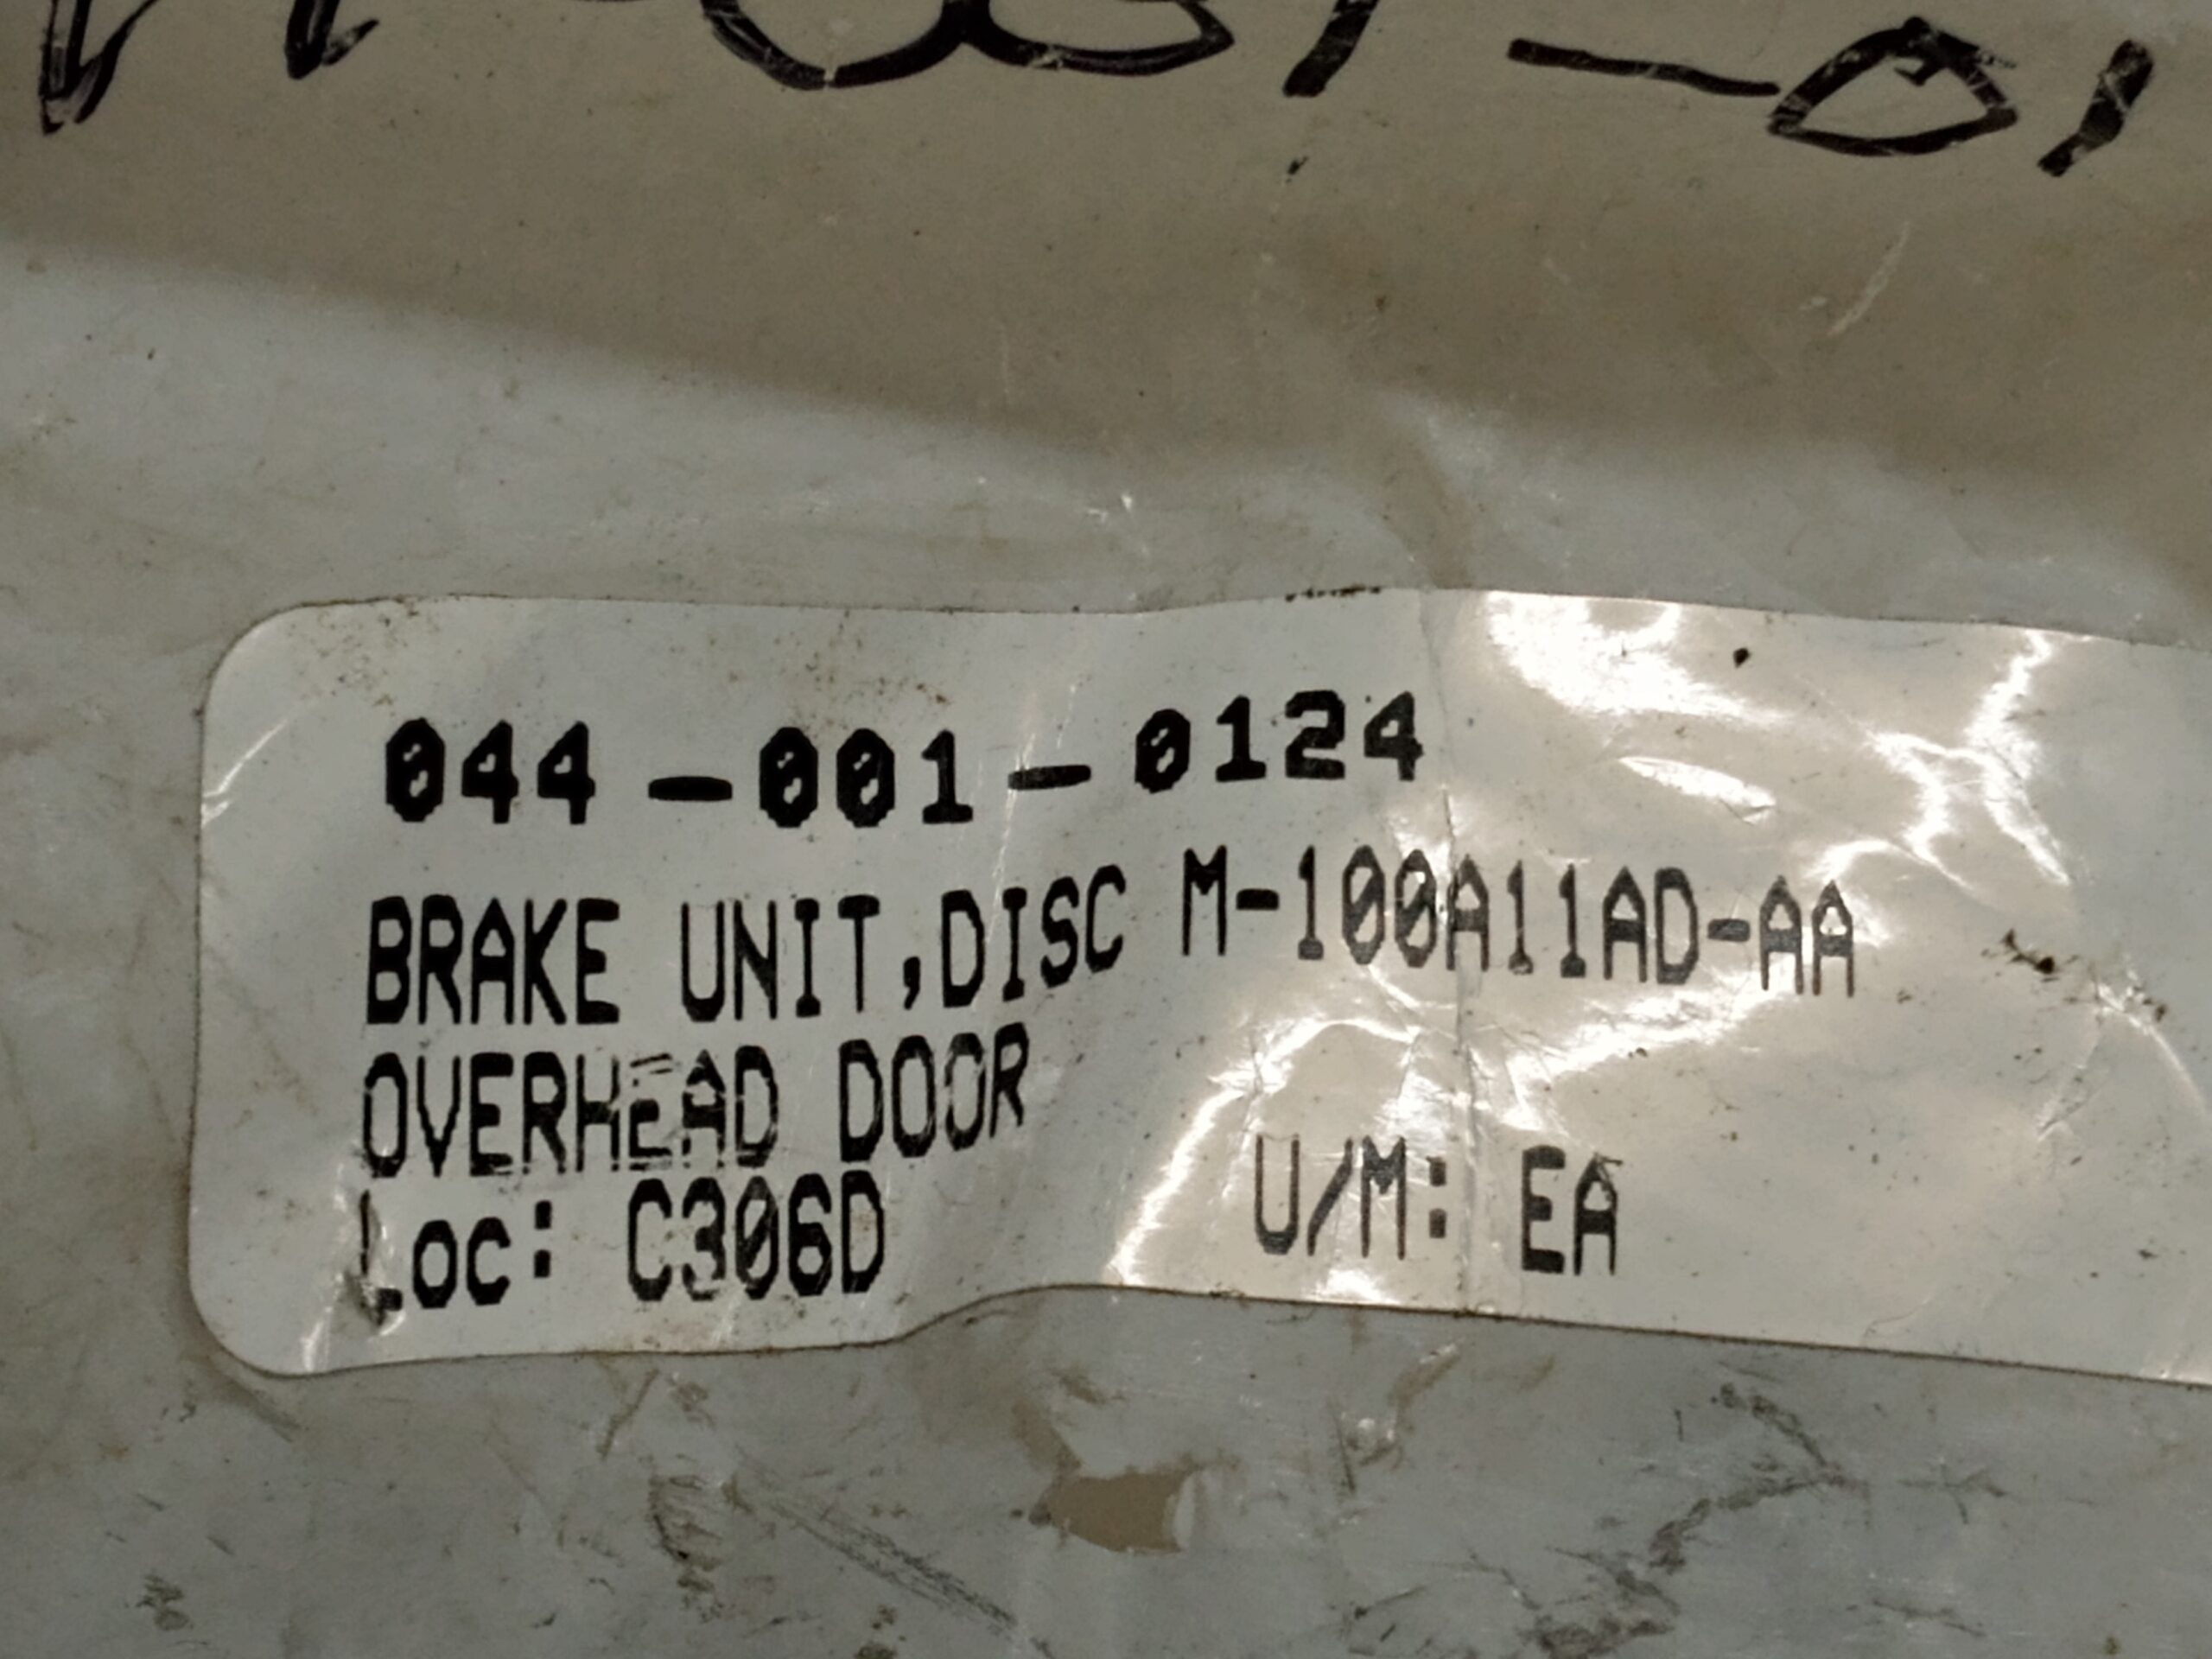 044-001-0124
BRAKE UNIT,DISC M-100A11AD-AA
OVERHEAD DOOR
Loc: C306D U/M: EA